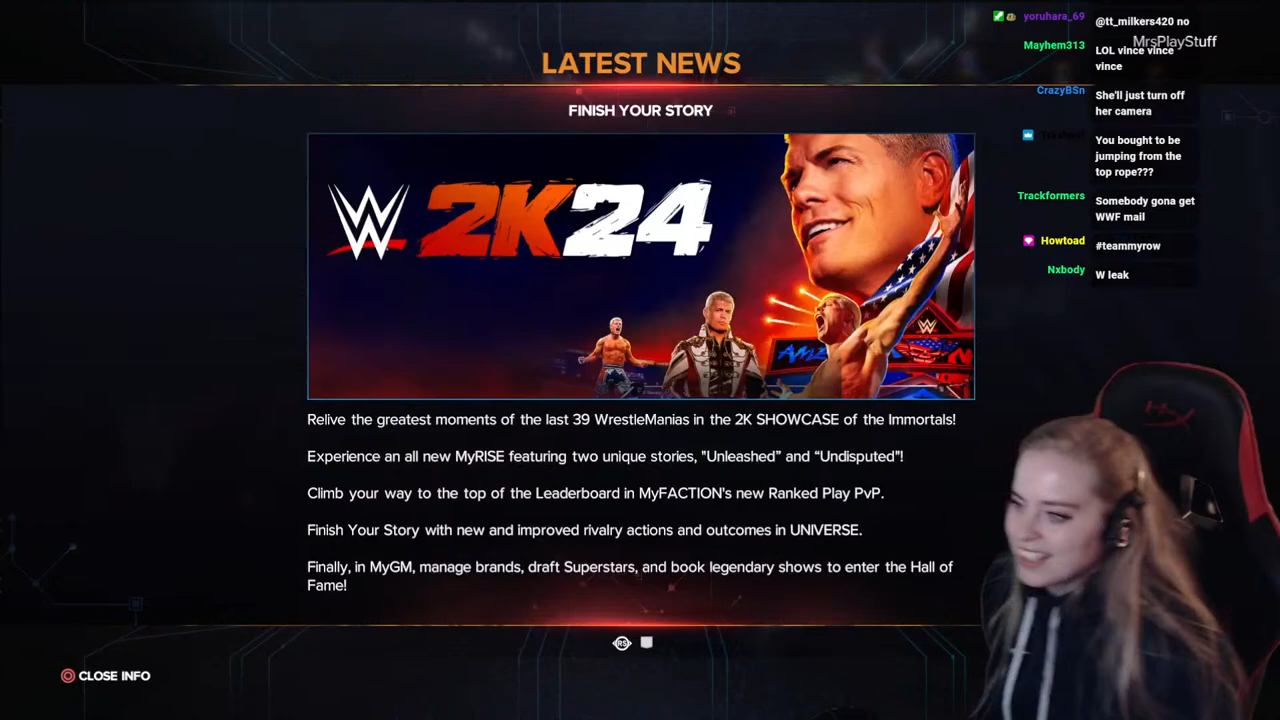 LATEST NEWS
FINISH YOUR STORY
W 2K24
AME
Relive the greatest moments of the last 39 WrestleManias in the 2K SHOWCASE of the Immortals!
Experience an all new MyRISE featuring two unique stories, "Unleashed” and “Undisputed"!
Climb your way to the top of the Leaderboard in MyFACTION's new Ranked Play PvP.
Finish Your Story with new and improved rivalry actions and outcomes in UNIVERSE.
Finally, in MyGM, manage brands, draft Superstars, and book legendary shows to enter the Hall of
Fame!
RS
CLOSE INFO
MrsPlayStuff
yoruhara_69 @tt_milkers420 no
Mayhem313 LOL vince vince
vince
CrazyBSn She'll just turn off
her camera
You bought to be
jumping from the
top rope???
Trackformers Somebody gona get
WWF mail
Howtoad #teammyrow
Nxbody W leak